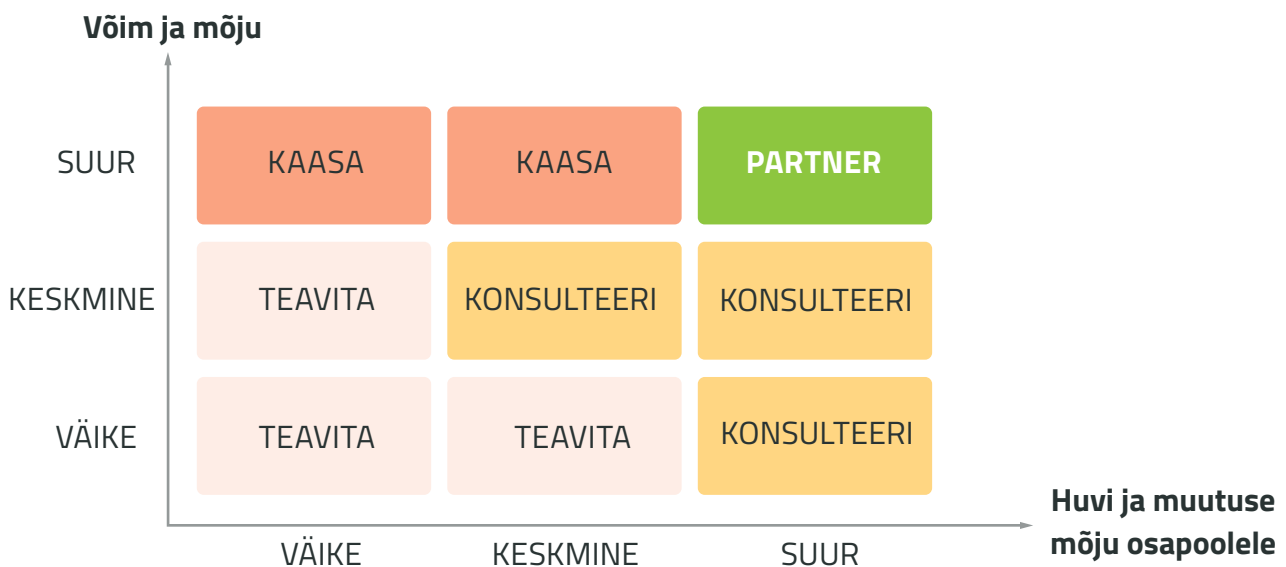 Võim ja mõju
SUUR
KAASA
KAASA
PARTNER
KESKMINE
TEAVITA
KONSULTEERI
KONSULTEERI
VÄIKE
TEAVITA
TEAVITA
KONSULTEERI
VÄIKE
KESKMINE
SUUR
Huvi ja muutuse
mõju osapoolele